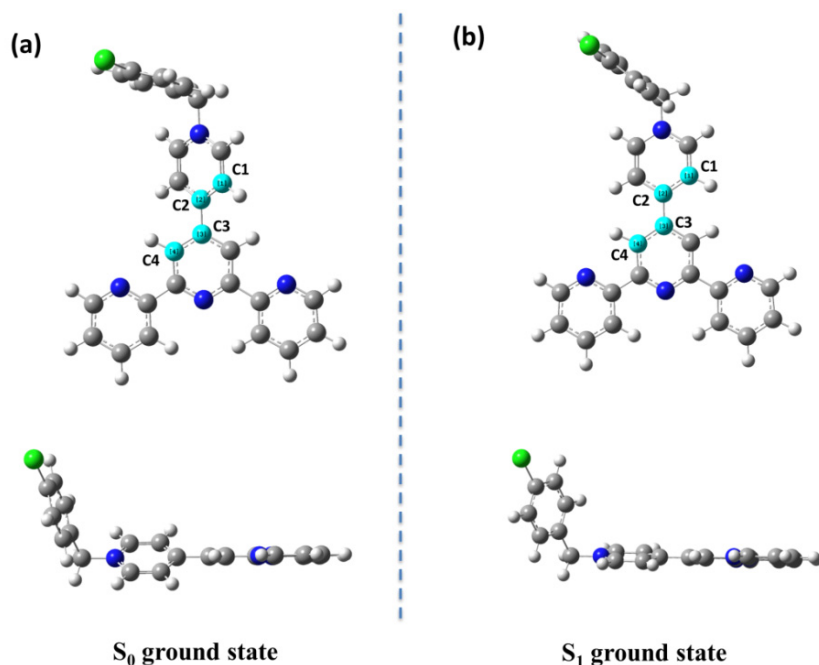 (a)
(b)
C1
C2
C3
C4
C1
C2
C3
C4
S₀ ground state
S₁ ground state